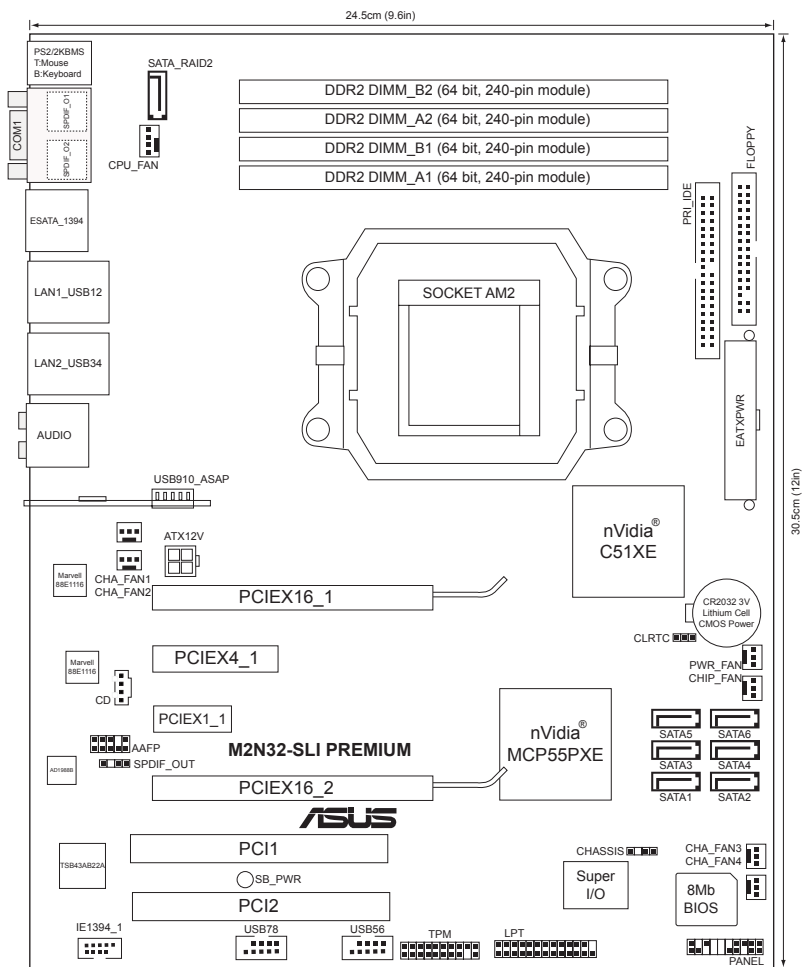 24.5cm (9.6in)
PS2/2KBMS
T:Mouse
B:Keyboard
SATA_RAID2
COM1
SPDIF_O1
SPDIF_O2
CPU_FAN
DDR2 DIMM_B2 (64 bit, 240-pin module)
DDR2 DIMM_A2 (64 bit, 240-pin module)
DDR2 DIMM_B1 (64 bit, 240-pin module)
DDR2 DIMM_A1 (64 bit, 240-pin module)
FLOPPY
PRI_IDE
ESATA_1394
SOCKET AM2
LAN1_USB12
LAN2_USB34
AUDIO
EATXPWR
30.5cm (12in)
USB910_ASAP
nVidia®
C51XE
ATX12V
CHA_FAN1
CHA_FAN2
Marvell
88E1116
PCIEX16_1
CR2032 3V
Lithium Cell
CMOS Power
CLRTC
PWR_FAN
CHIP_FAN
Marvell
88E1116
PCIEX4_1
CD
PCIEX1_1
nVidia®
MCP55PXE
SATA5
SATA6
SATA3
SATA4
SATA1
SATA2
AAFP
SPDIF_OUT
M2N32-SLI PREMIUM
AD1988B
PCIEX16_2
ASUS
PCI1
TSB43AB22A
SB_PWR
PCI2
CHASSIS
CHA_FAN3
CHA_FAN4
Super
I/O
8Mb
BIOS
IE1394_1
USB78
USB56
TPM
LPT
PANEL